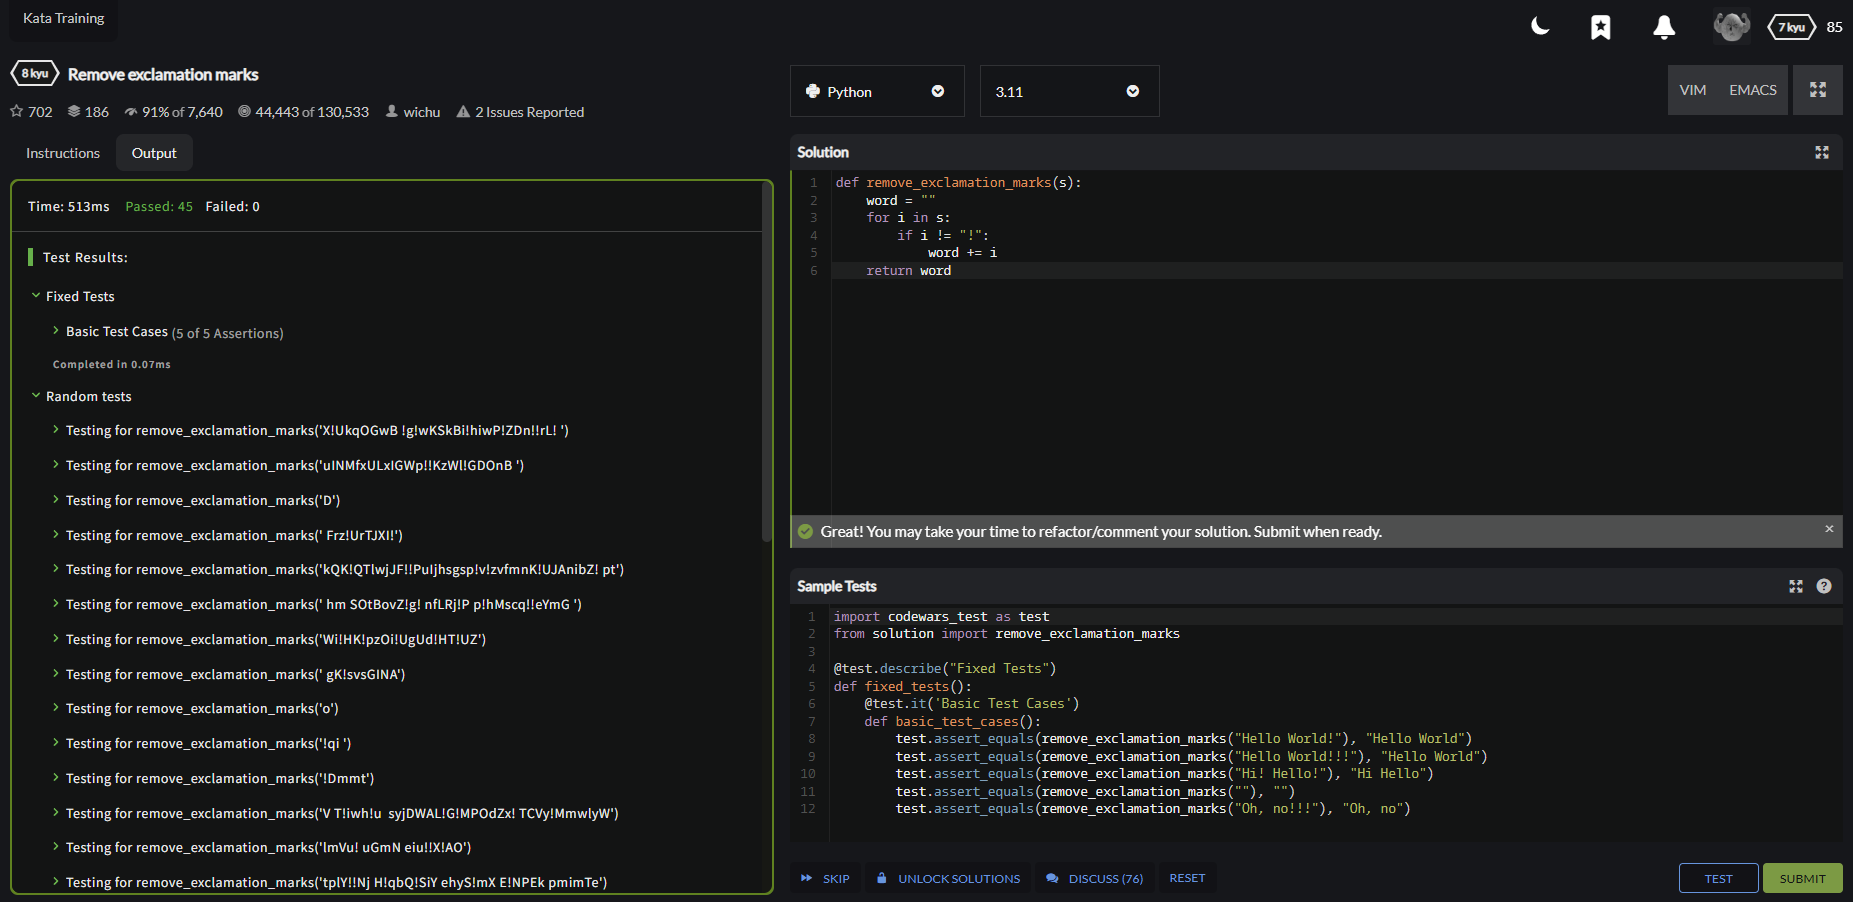 Kata Training
7 kyu 85
8 kyu Remove exclamation marks
702 186 91% of 7,640 44,443 of 130,533 wichu 2 Issues Reported
Instructions Output
Time: 513ms Passed: 45 Failed: 0
Test Results:
Fixed Tests
Basic Test Cases (5 of 5 Assertions)
Completed in 0.07ms
Random tests
Testing for remove_exclamation_marks('X!UkqOGwB !g!wKSkBi!hiwP!ZDn!!rL! ')
Testing for remove_exclamation_marks('uINMfxULxIGWp!!KzWl!GDOnB ')
Testing for remove_exclamation_marks('D')
Testing for remove_exclamation_marks(' Frz!UrTJXI!')
Testing for remove_exclamation_marks('kQK!QTlwjJF!!PuIjhsgsp!v!zvfmnK!UJAnibZ! pt')
Testing for remove_exclamation_marks(' hm SOtBovZ!g! nfLRj!P p!hMscq!!eYmG ')
Testing for remove_exclamation_marks('Wi!HK!pzOi!UgUd!HT!UZ')
Testing for remove_exclamation_marks(' gK!svsGINA')
Testing for remove_exclamation_marks('o')
Testing for remove_exclamation_marks('!qi ')
Testing for remove_exclamation_marks('!Dmmt')
Testing for remove_exclamation_marks('V T!iwh!u  syjDWAL!G!MPOdZx! TCVy!MmwlyW')
Testing for remove_exclamation_marks('lmVu! uGmN eiu!!X!AO')
Testing for remove_exclamation_marks('tplY!!Nj H!qbQ!SiY ehyS!mX E!NPEk pmimTe')
Python 3.11 VIM EMACS
Solution
1 def remove_exclamation_marks(s):
2 word = ""
3 for i in s:
4 if i != "!":
5 word += i
6 return word
Great! You may take your time to refactor/comment your solution. Submit when ready. ×
Sample Tests ?
1 import codewars_test as test
2 from solution import remove_exclamation_marks
3
4 @test.describe("Fixed Tests")
5 def fixed_tests():
6 @test.it('Basic Test Cases')
7 def basic_test_cases():
8 test.assert_equals(remove_exclamation_marks("Hello World!"), "Hello World")
9 test.assert_equals(remove_exclamation_marks("Hello World!!!"), "Hello World")
10 test.assert_equals(remove_exclamation_marks("Hi! Hello!"), "Hi Hello")
11 test.assert_equals(remove_exclamation_marks(""), "")
12 test.assert_equals(remove_exclamation_marks("Oh, no!!!"), "Oh, no")
SKIP UNLOCK SOLUTIONS DISCUSS (76) RESET TEST SUBMIT